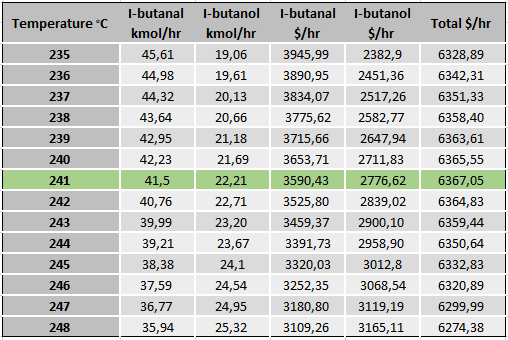 Temperature °C I-butanal kmol/hr I-butanol kmol/hr I-butanal $/hr I-butanol $/hr Total $/hr
235 45,61 19,06 3945,99 2382,9 6328,89
236 44,98 19,61 3890,95 2451,36 6342,31
237 44,32 20,13 3834,07 2517,26 6351,33
238 43,64 20,66 3775,62 2582,77 6358,40
239 42,95 21,18 3715,66 2647,94 6363,61
240 42,23 21,69 3653,71 2711,83 6365,55
241 41,5 22,21 3590,43 2776,62 6367,05
242 40,76 22,71 3525,80 2839,02 6364,83
243 39,99 23,20 3459,37 2900,10 6359,44
244 39,21 23,67 3391,73 2958,90 6350,64
245 38,38 24,1 3320,03 3012,8 6332,83
246 37,59 24,54 3252,35 3068,54 6320,89
247 36,77 24,95 3180,80 3119,19 6299,99
248 35,94 25,32 3109,26 3165,11 6274,38